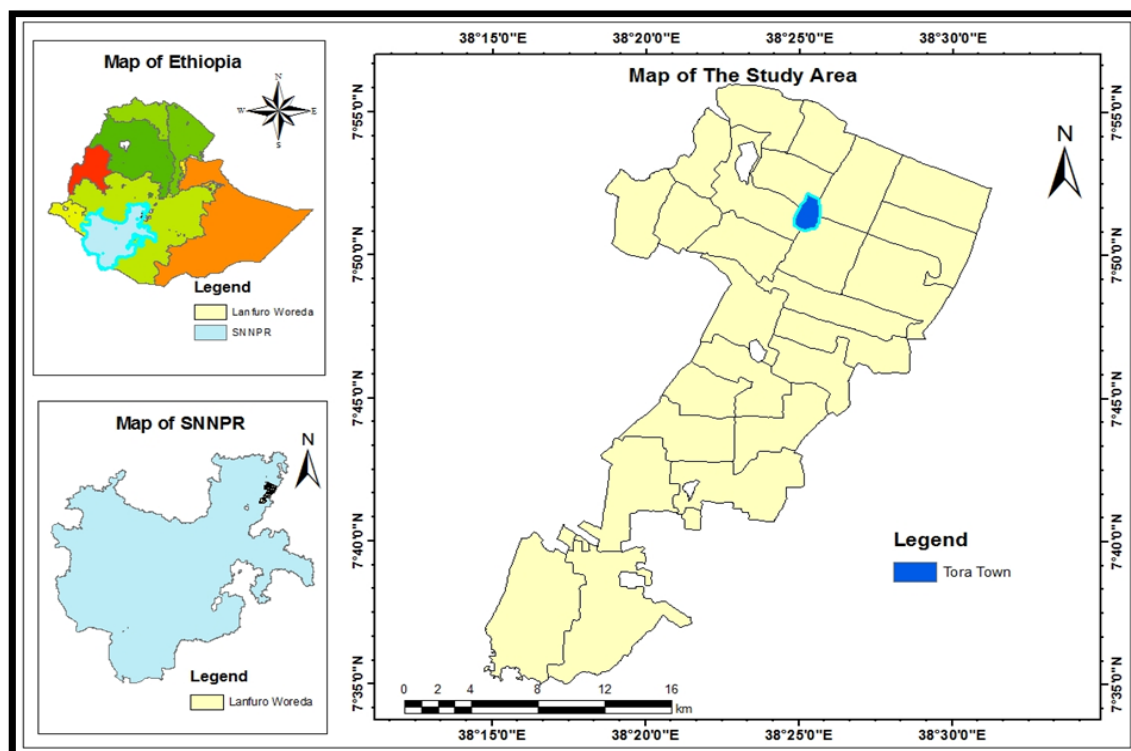 Map of Ethiopia
N
W
E
S
Legend
Lanfuro Woreda
SNNPR
Map of SNNPR
N
Legend
Lanfuro Woreda
38°15'0"E 38°20'0"E 38°25'0"E 38°30'0"E
Map of The Study Area
N
7°55'0"N 7°55'0"N
7°50'0"N 7°50'0"N
7°45'0"N 7°45'0"N
7°40'0"N 7°40'0"N
7°35'0"N 7°35'0"N
Legend
Tora Town
0 2 4 8 12 16
km
38°15'0"E 38°20'0"E 38°25'0"E 38°30'0"E